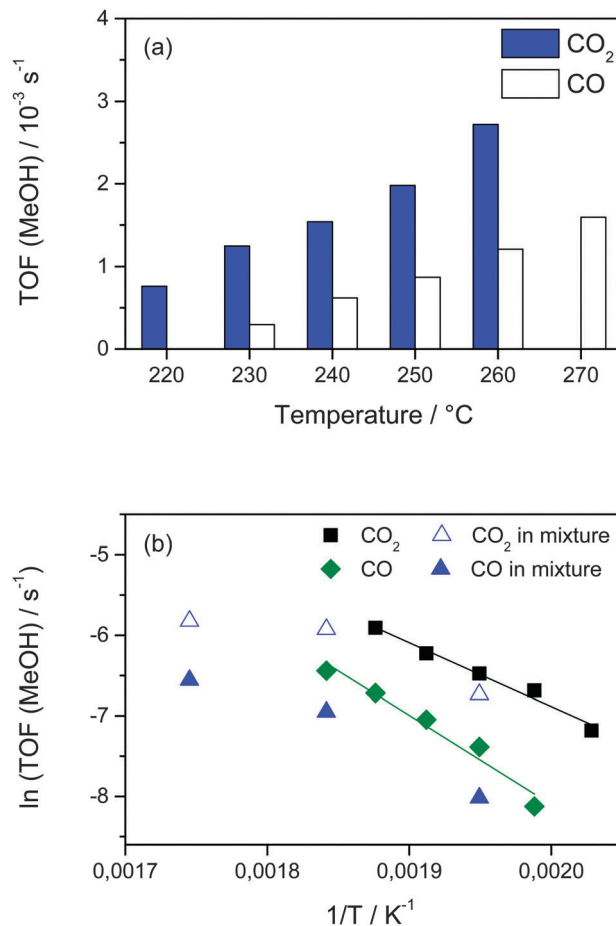 (a)
CO₂
CO
4
3
2
1
0
TOF (MeOH) / 10⁻³ s⁻¹
220 230 240 250 260 270
Temperature / °C
(b)
CO₂
CO₂ in mixture
CO
CO in mixture
-5
-6
-7
-8
ln (TOF (MeOH) / s⁻¹)
0,0017 0,0018 0,0019 0,0020
1/T / K⁻¹